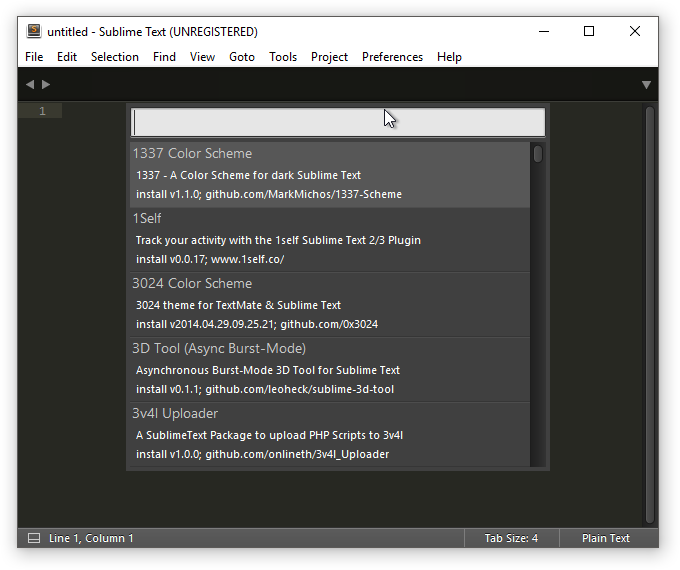 untitled - Sublime Text (UNREGISTERED)
File Edit Selection Find View Goto Tools Project Preferences Help
1
1337 Color Scheme
1337 - A Color Scheme for dark Sublime Text
install v1.1.0; github.com/MarkMichos/1337-Scheme
1Self
Track your activity with the 1self Sublime Text 2/3 Plugin
install v0.0.17; www.1self.co/
3024 Color Scheme
3024 theme for TextMate & Sublime Text
install v2014.04.29.09.25.21; github.com/0x3024
3D Tool (Async Burst-Mode)
Asynchronous Burst-Mode 3D Tool for Sublime Text
install v0.1.1; github.com/leoheck/sublime-3d-tool
3v4l Uploader
A SublimeText Package to upload PHP Scripts to 3v4l
install v1.0.0; github.com/onlineth/3v4l_Uploader
Line 1, Column 1 Tab Size: 4 Plain Text